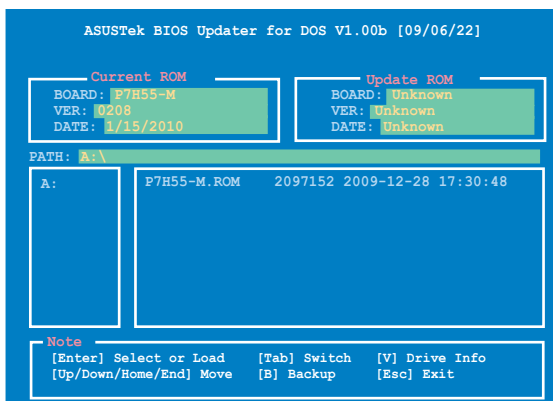 ASUSTek BIOS Updater for DOS V1.00b [09/06/22]
Current ROM
BOARD: P7H55-M
VER: 0208
DATE: 1/15/2010
Update ROM
BOARD: Unknown
VER: Unknown
DATE: Unknown
PATH: A:\
A:
P7H55-M.ROM 2097152 2009-12-28 17:30:48
Note
[Enter] Select or Load [Tab] Switch [V] Drive Info
[Up/Down/Home/End] Move [B] Backup [Esc] Exit